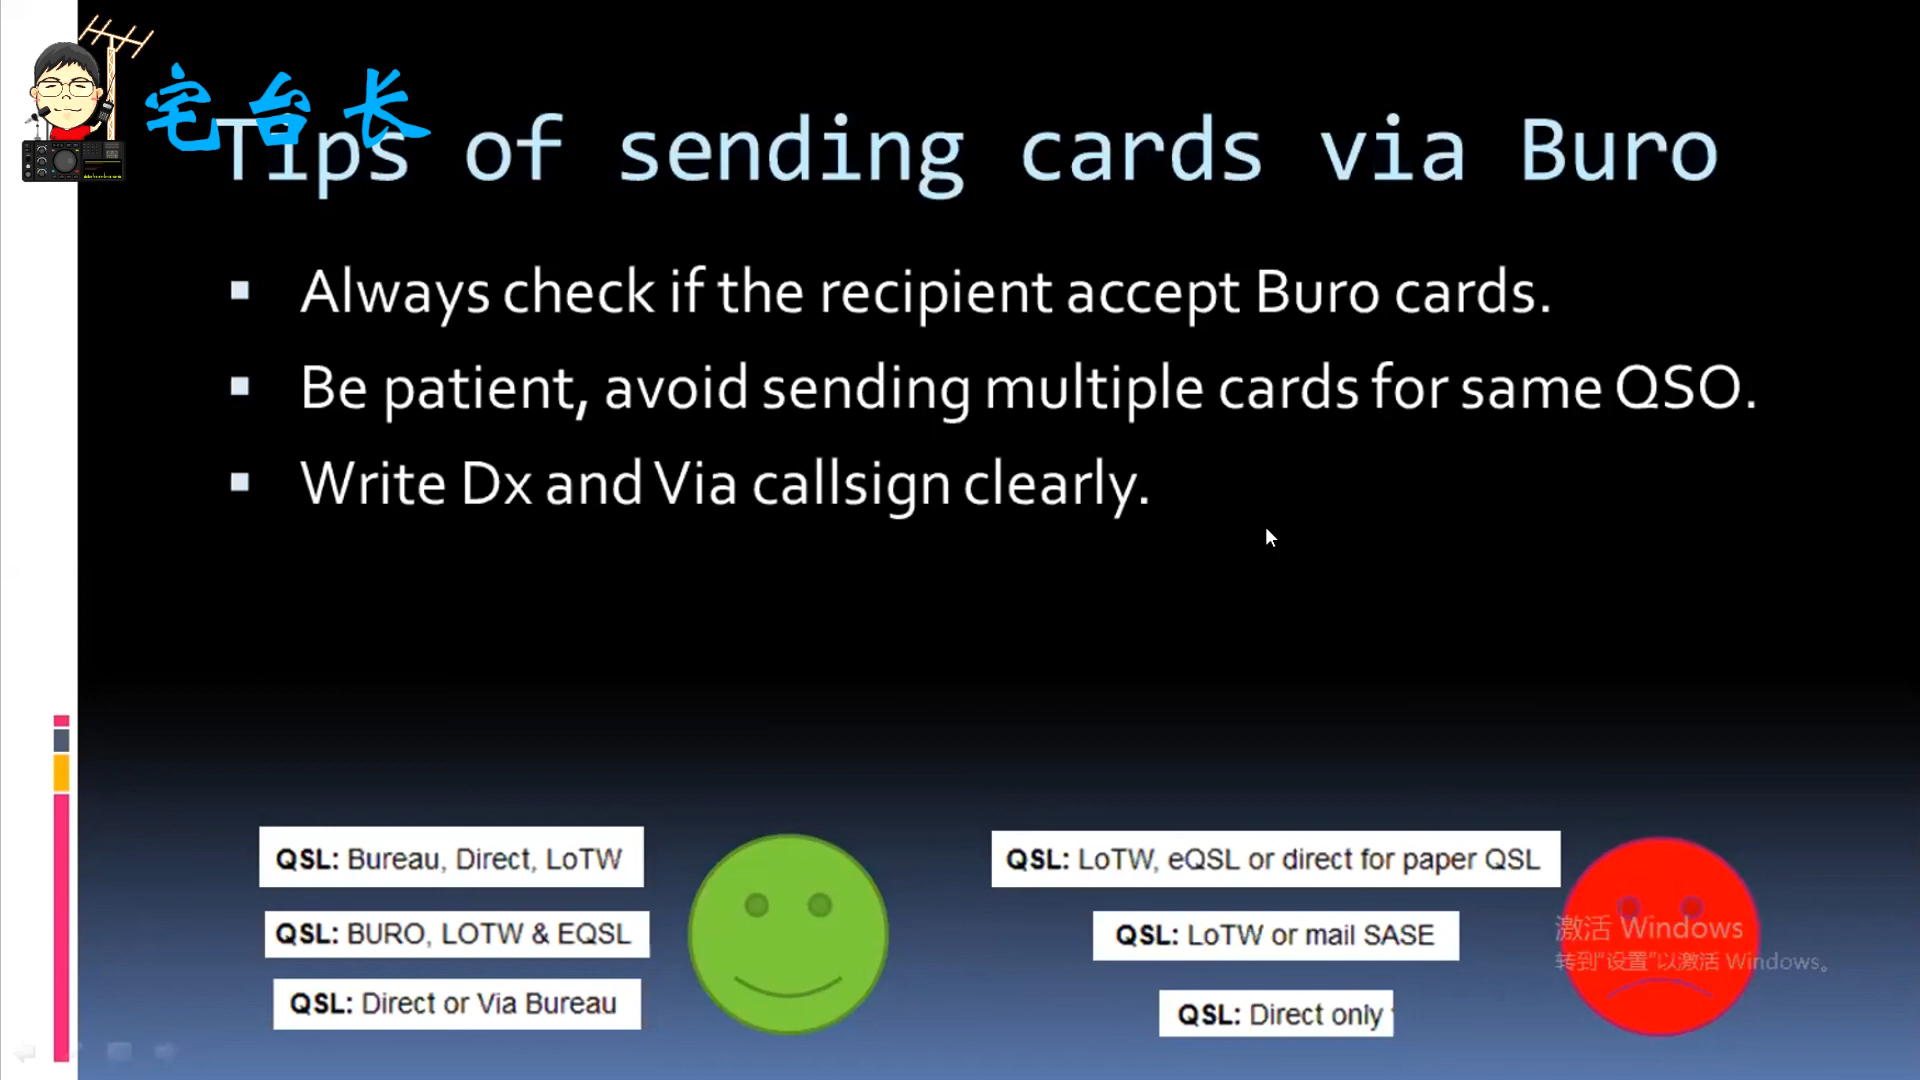 宅台长
Tips of sending cards via Buro
Always check if the recipient accept Buro cards.
Be patient, avoid sending multiple cards for same QSO.
Write Dx and Via callsign clearly.
QSL: Bureau, Direct, LoTW
QSL: BURO, LOTW & EQSL
QSL: Direct or Via Bureau
QSL: LoTW, eQSL or direct for paper QSL
QSL: LoTW or mail SASE
QSL: Direct only
激活 Windows
转到“设置”以激活 Windows。